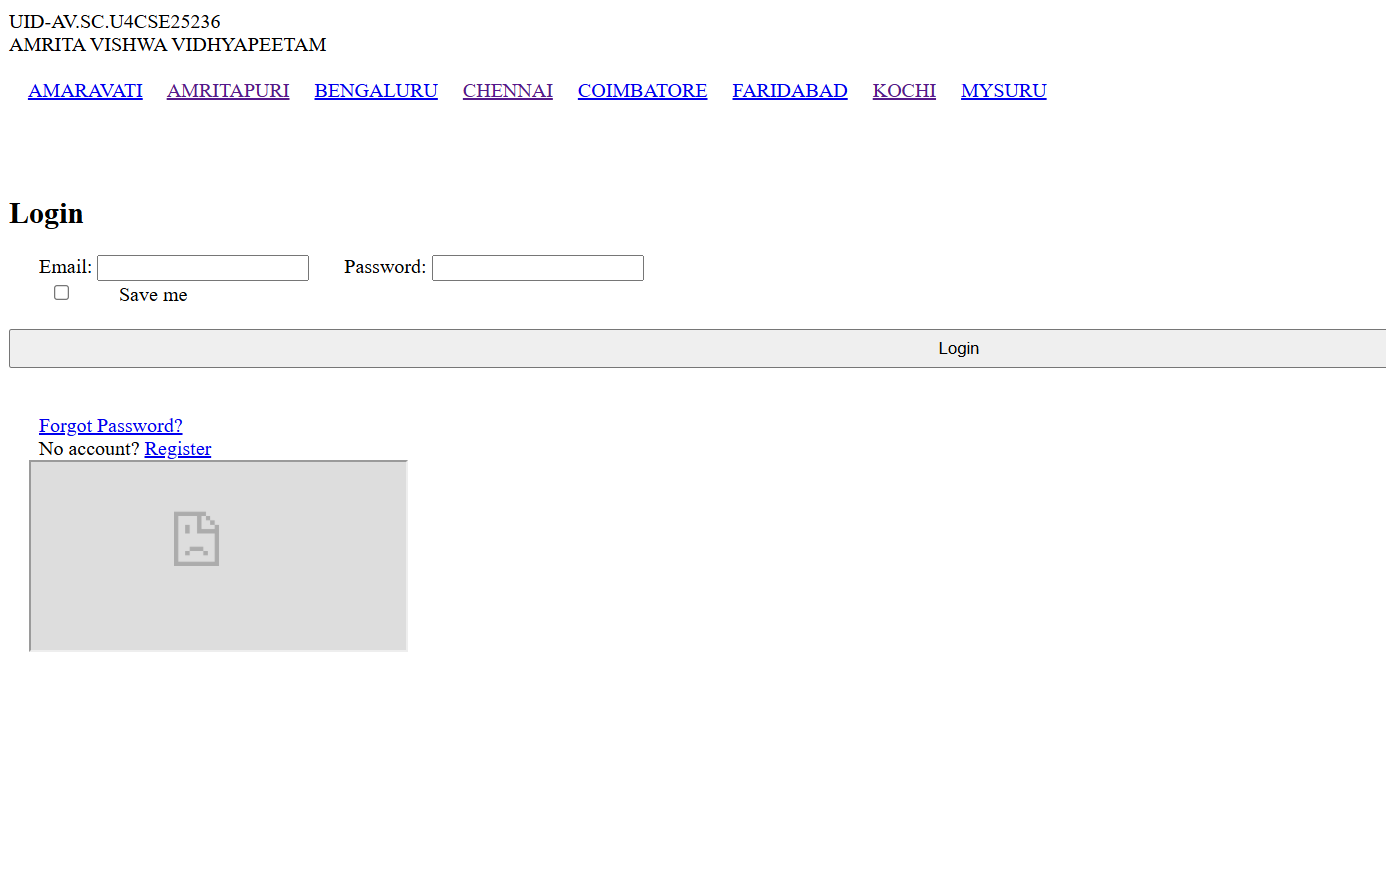 UID-AV.SC.U4CSE25236
AMRITA VISHWA VIDHYAPEETAM
AMARAVATI AMRITAPURI BENGALURU CHENNAI COIMBATORE FARIDABAD KOCHI MYSURU
Login
Email: Password:
Save me
Login
Forgot Password?
No account? Register